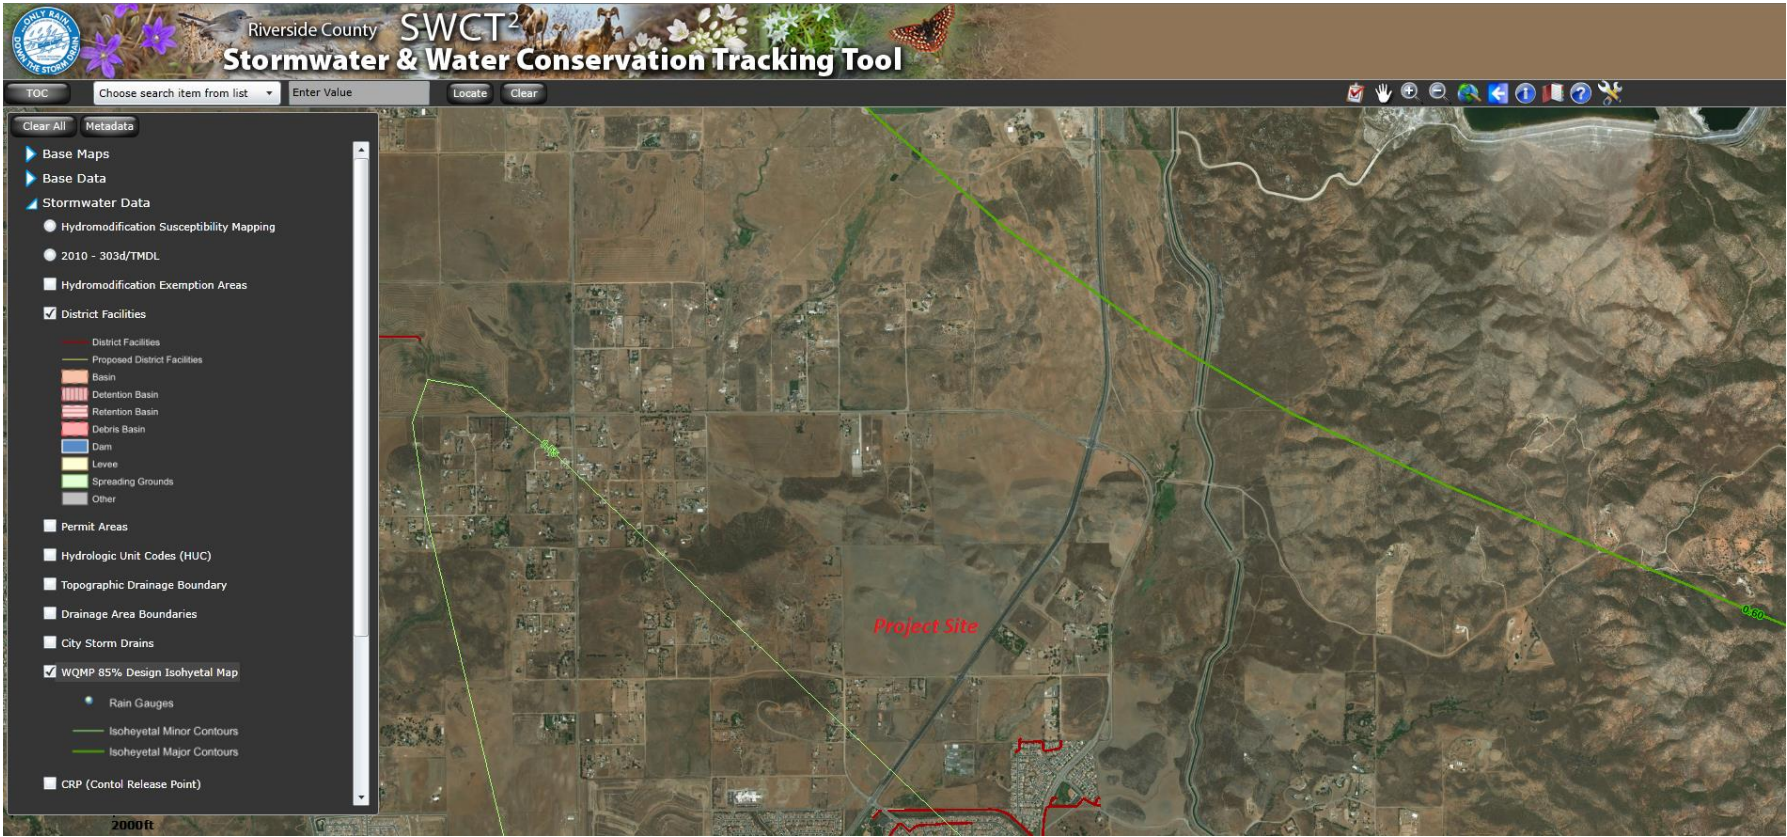 ONLY RAIN
DOWN THE STORM DRAIN
Riverside County SWCT2
Stormwater & Water Conservation Tracking Tool
TOC
Choose search item from list
Enter Value
Locate
Clear
Clear All
Metadata
Base Maps
Base Data
Stormwater Data
Hydromodification Susceptibility Mapping
2010 - 303d/TMDL
Hydromodification Exemption Areas
District Facilities
District Facilities
Proposed District Facilities
Basin
Detention Basin
Retention Basin
Debris Basin
Dam
Levee
Spreading Grounds
Other
Permit Areas
Hydrologic Unit Codes (HUC)
Topographic Drainage Boundary
Drainage Area Boundaries
City Storm Drains
WQMP 85% Design Isohyetal Map
Rain Gauges
Isoheyetal Minor Contours
Isoheyetal Major Contours
CRP (Contol Release Point)
2000ft
Project Site
0.60